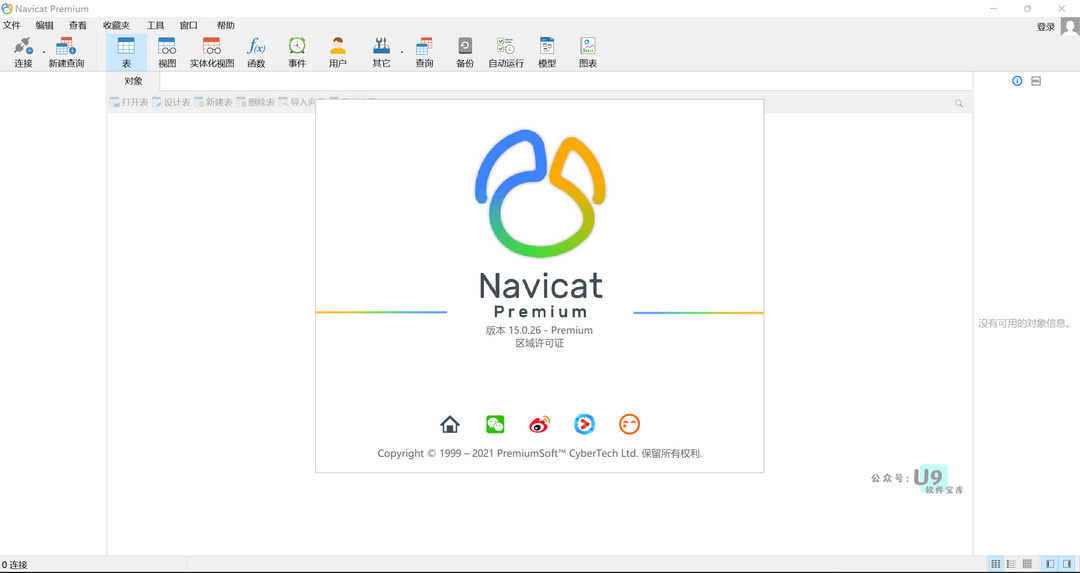 Navicat Premium
文件 编辑 查看 收藏夹 工具 窗口 帮助
登录
连接 新建查询 表 视图 实体化视图 函数 事件 用户 其它 查询 备份 自动运行 模型 图表
f(x)
对象
打开表 设计表 新建表 删除表 导入向
Navicat
Premium
版本 15.0.26 - Premium
区域许可证
没有可用的对象信息。
Copyright © 1999 – 2021 PremiumSoft™ CyberTech Ltd. 保留所有权利.
公众号: U9
软件宝库
0 连接